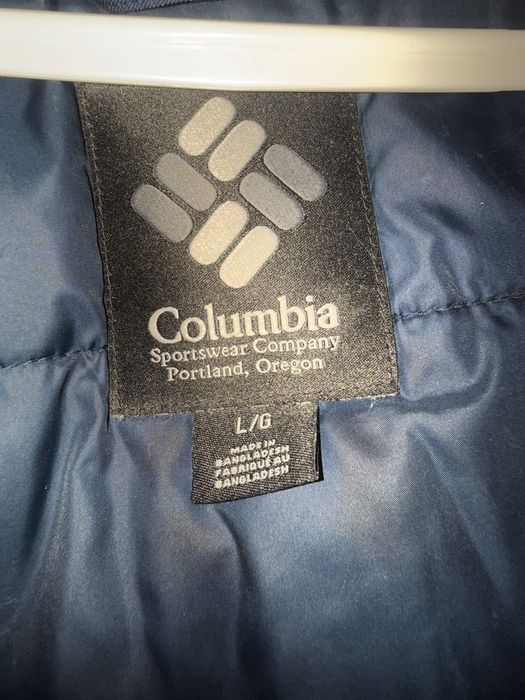 Columbia
Sportswear Company
Portland, Oregon
L/G
MADE IN
BANGLADESH
FABRIQUÉ AU
BANGLADESH